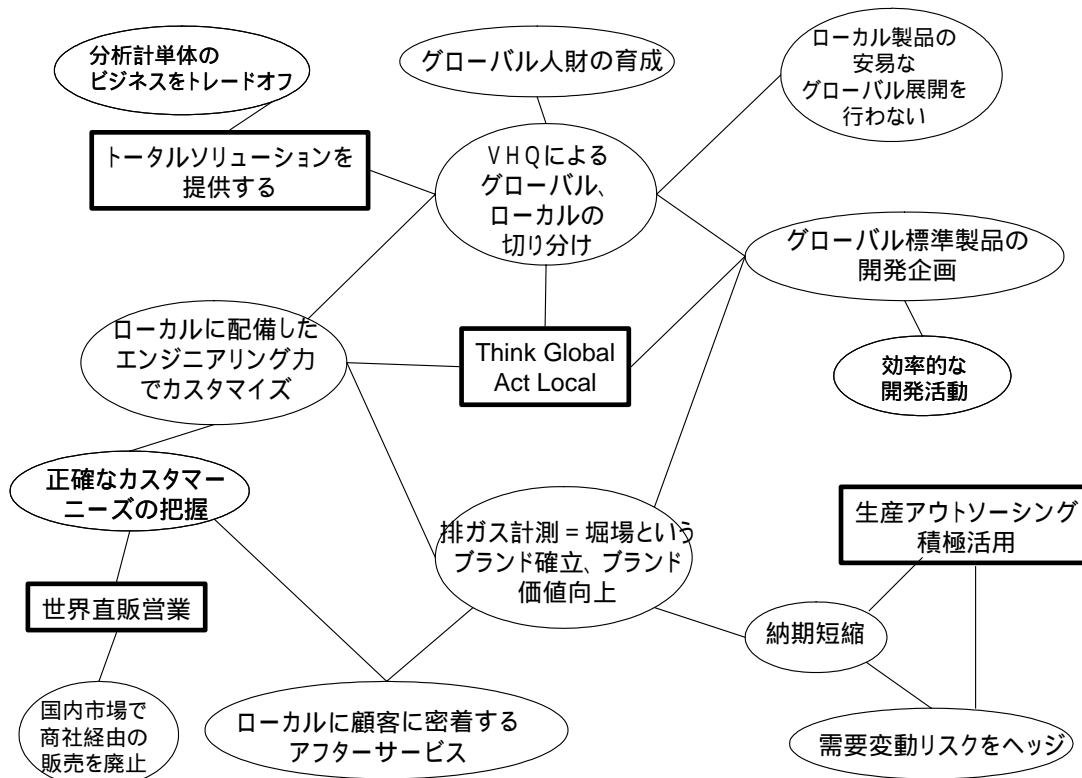 分析計単体の
ビジネスをトレードオフ
グローバル人財の育成
ローカル製品の
安易な
グローバル展開を
行わない
トータルソリューションを
提供する
VHQによる
グローバル、
ローカルの
切り分け
グローバル標準製品の
開発企画
ローカルに配備した
エンジニアリング力
でカスタマイズ
Think Global
Act Local
効率的な
開発活動
正確なカスタマー
ニーズの把握
排ガス計測＝堀場という
ブランド確立、ブランド
価値向上
生産アウトソーシング
積極活用
世界直販営業
納期短縮
国内市場で
商社経由の
販売を廃止
ローカルに顧客に密着する
アフターサービス
需要変動リスクをヘッジ